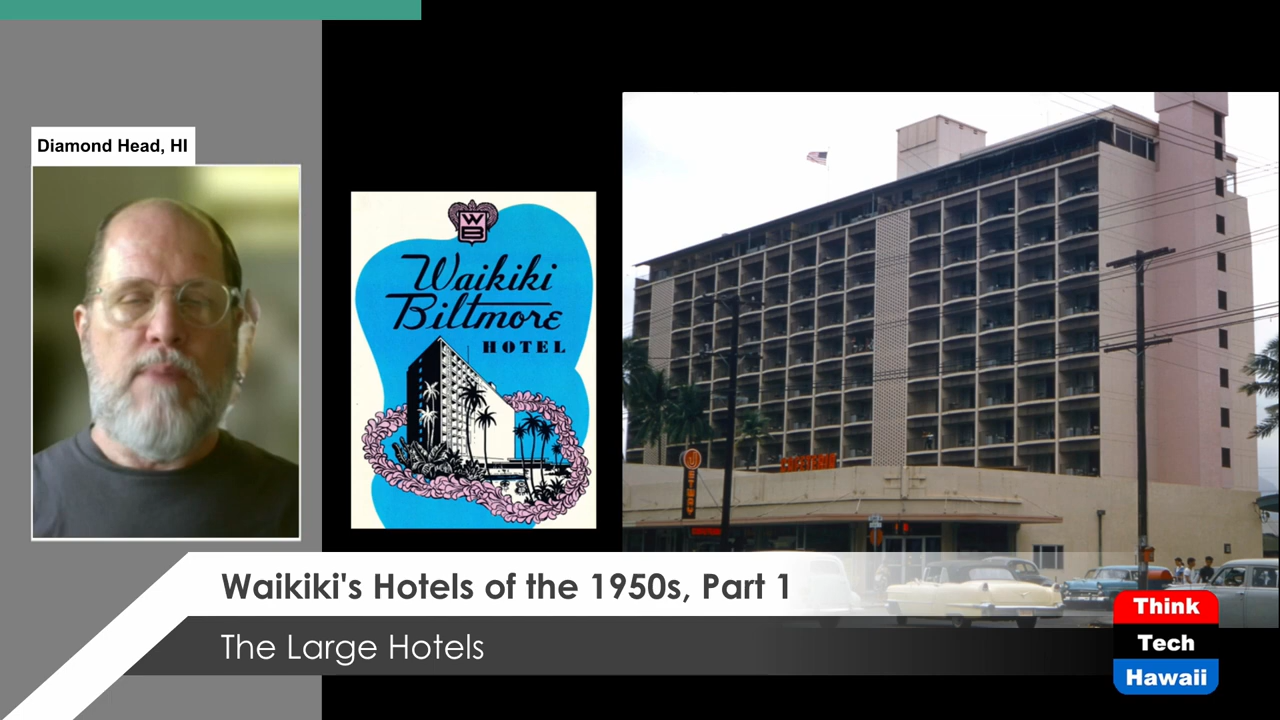 Diamond Head, HI
WB
Waikiki
Biltmore
HOTEL
Waikiki's Hotels of the 1950s, Part 1
The Large Hotels
Think
Tech
Hawaii